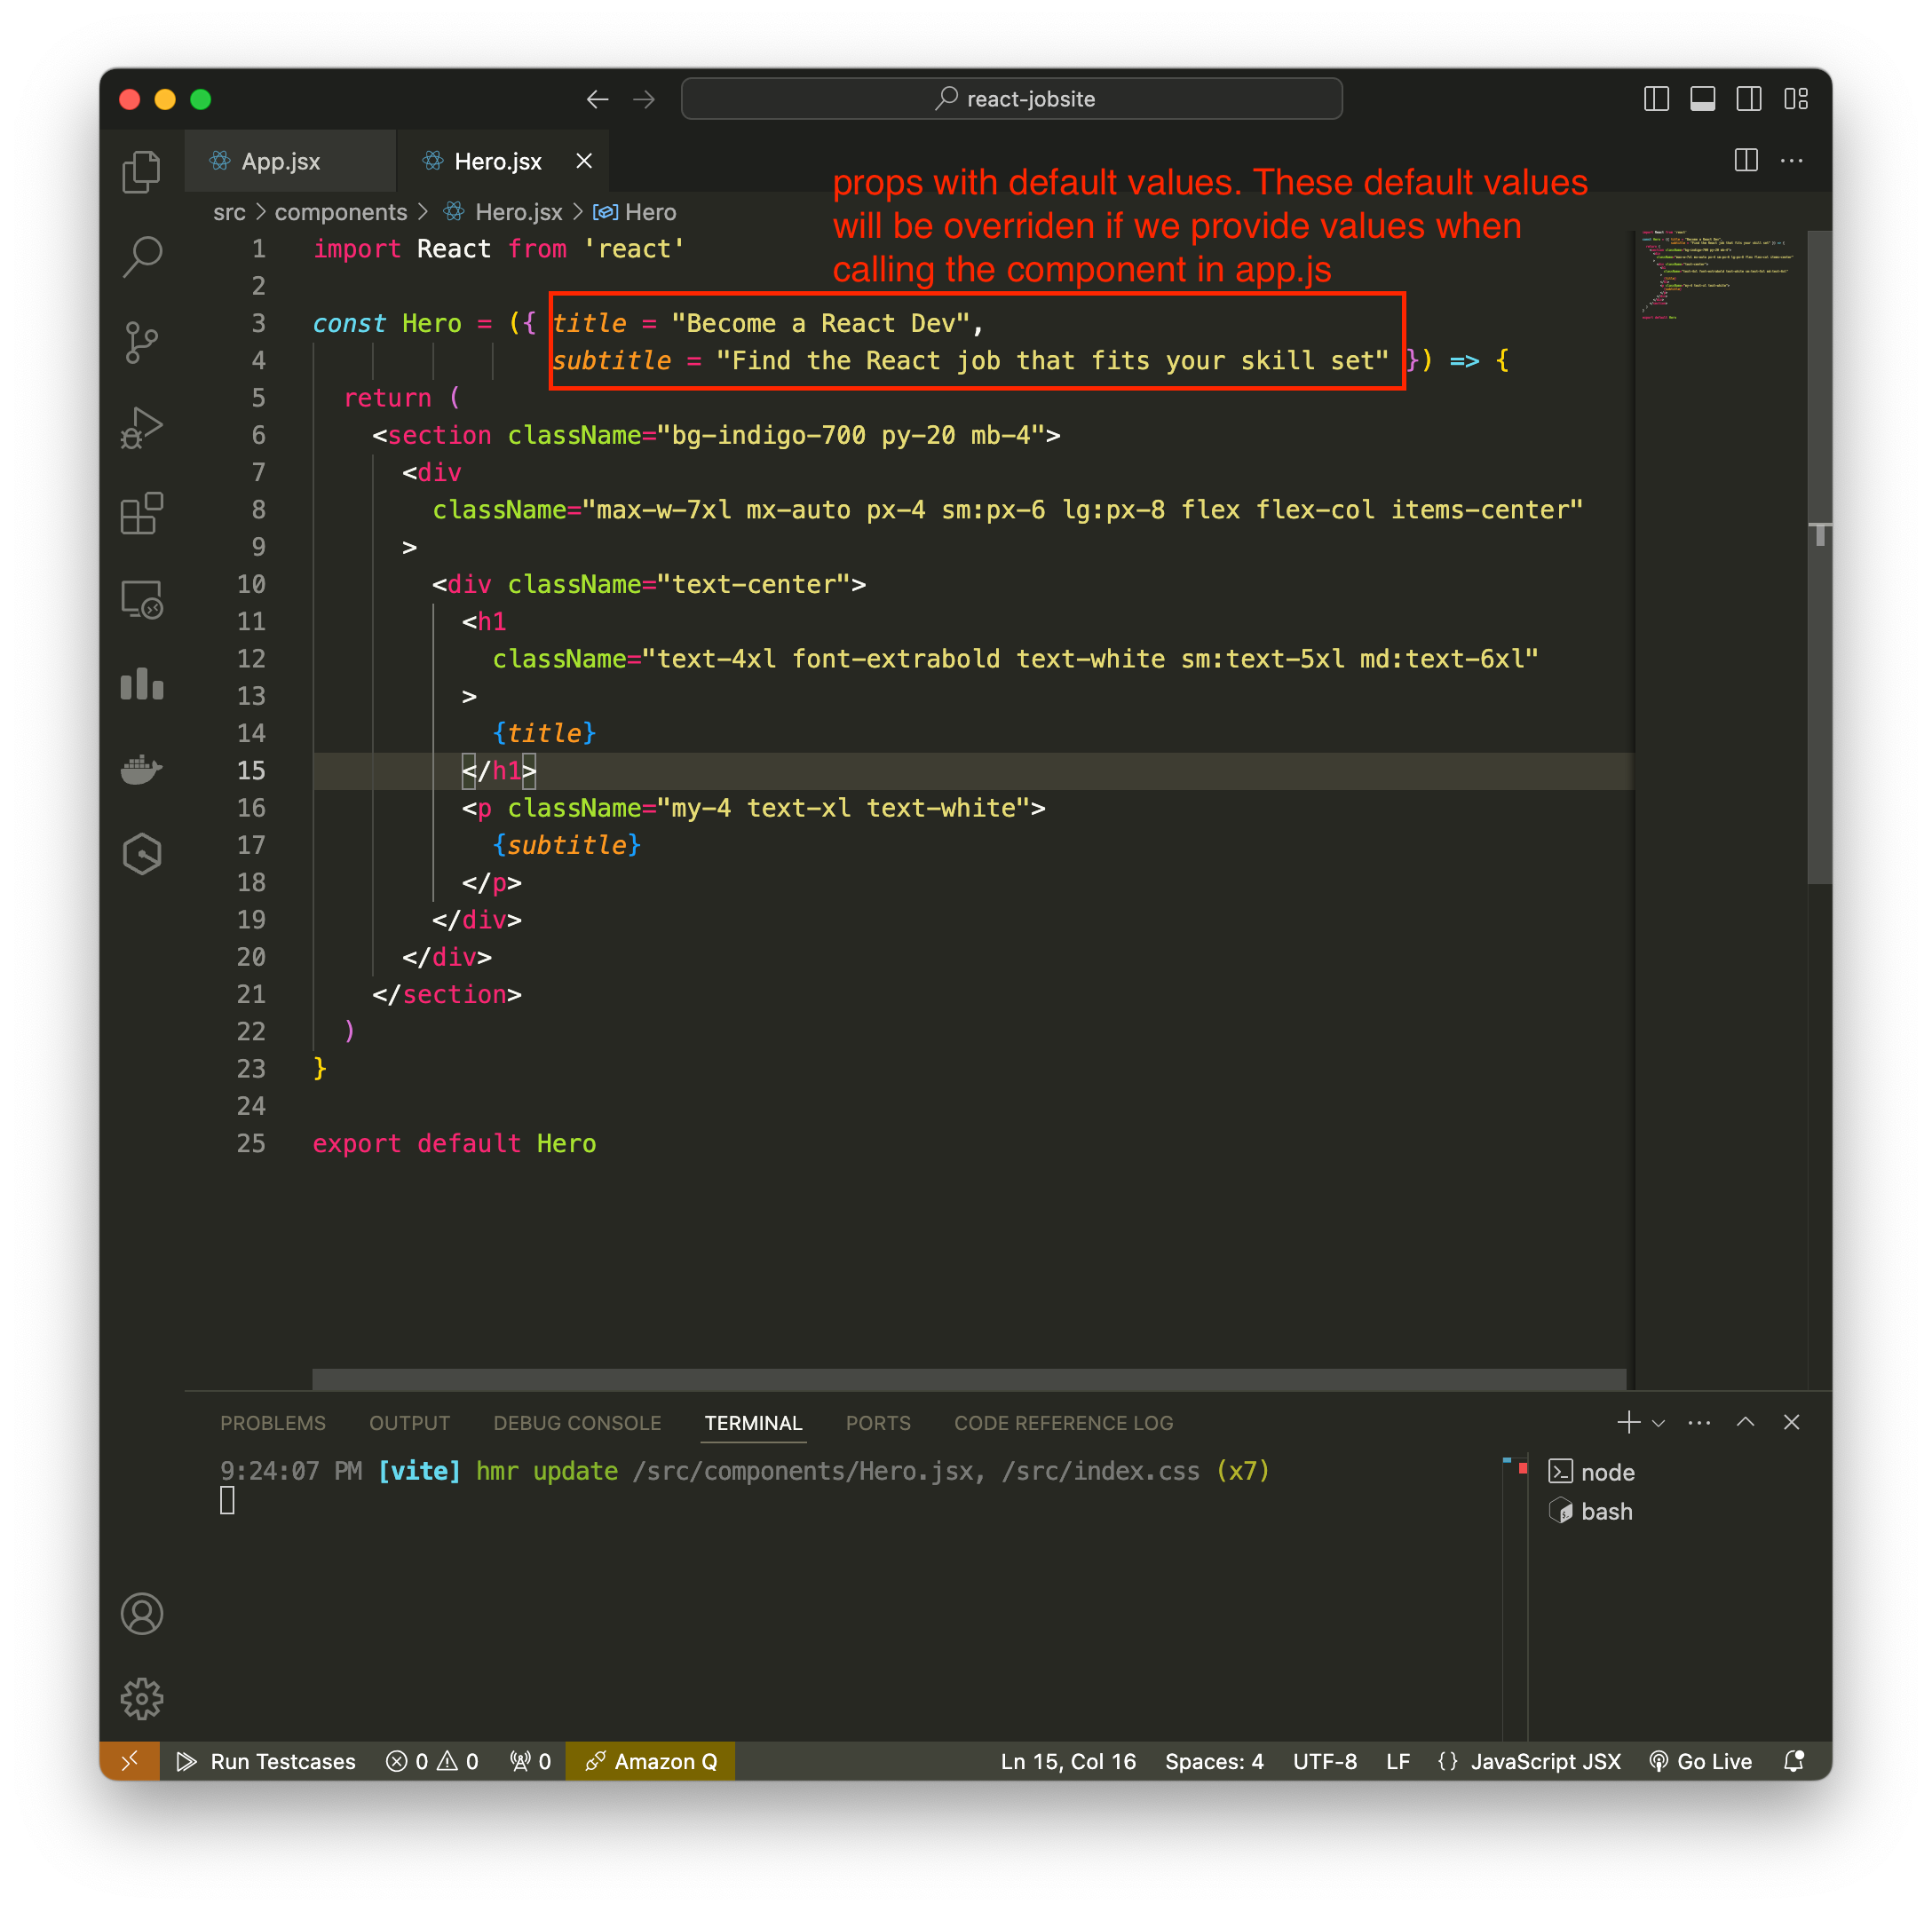 react-jobsite
App.jsx
Hero.jsx
props with default values. These default values
will be overriden if we provide values when
calling the component in app.js
src > components > Hero.jsx > Hero
1 import React from 'react'
2
3 const Hero = ({ title = "Become a React Dev",
4 subtitle = "Find the React job that fits your skill set" }) => {
5 return (
6 <section className="bg-indigo-700 py-20 mb-4">
7 <div
8 className="max-w-7xl mx-auto px-4 sm:px-6 lg:px-8 flex flex-col items-center"
9 >
10 <div className="text-center">
11 <h1
12 className="text-4xl font-extrabold text-white sm:text-5xl md:text-6xl"
13 >
14 {title}
15 </h1>
16 <p className="my-4 text-xl text-white">
17 {subtitle}
18 </p>
19 </div>
20 </div>
21 </section>
22 )
23 }
24
25 export default Hero
PROBLEMS OUTPUT DEBUG CONSOLE TERMINAL PORTS CODE REFERENCE LOG
9:24:07 PM [vite] hmr update /src/components/Hero.jsx, /src/index.css (x7)
node
bash
Run Testcases 0 0 0 Amazon Q Ln 15, Col 16 Spaces: 4 UTF-8 LF {} JavaScript JSX Go Live